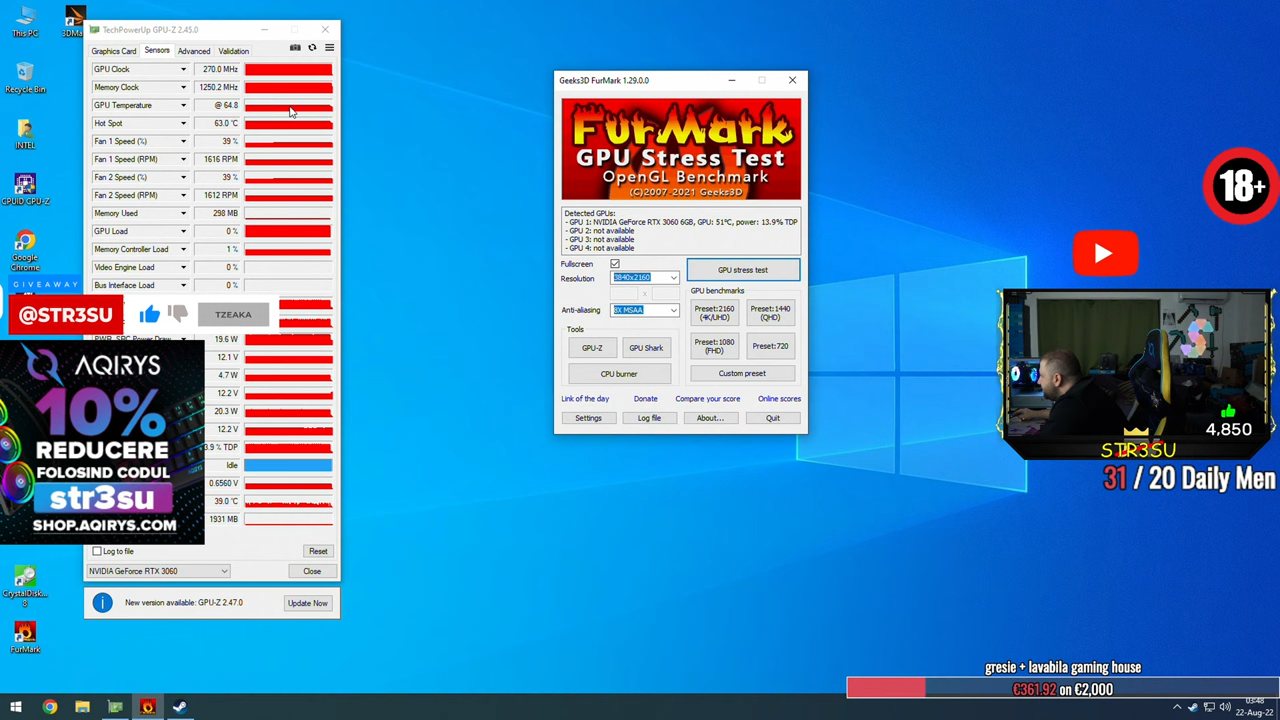 This PC
3DMa
Recycle Bin
INTEL
CPUID CPU-Z
Google
Chrome
TechPowerUp GPU-Z 2.45.0
Graphics Card
Sensors
Advanced
Validation
GPU Clock 270.0 MHz
Memory Clock 1250.2 MHz
GPU Temperature @ 64.8
Hot Spot 63.0 °C
Fan 1 Speed (%) 39 %
Fan 1 Speed (RPM) 1616 RPM
Fan 2 Speed (%) 39 %
Fan 2 Speed (RPM) 1612 RPM
Memory Used 298 MB
GPU Load 0 %
Memory Controller Load 1 %
Video Engine Load 0 %
Bus Interface Load 0 %
GIVEAWAY
@STR3SU
TZEAKA
19.6 W
12.1 V
4.7 W
12.2 V
20.3 W
12.2 V
3.9 % TDP
Idle
0.6560 V
39.0 °C
1931 MB
AQIRYS
10%
REDUCERE
FOLOSIND CODUL
str3su
SHOP.AQIRYS.COM
Log to file
Reset
NVIDIA GeForce RTX 3060
Close
New version available: GPU-Z 2.47.0
Update Now
CrystalDisk...
8
FurMark
Geeks3D FurMark 1.29.0.0
FurMark
GPU Stress Test
OpenGL Benchmark
(C)2007-2021 Geeks3D
Detected GPUs:
- GPU 1: NVIDIA GeForce RTX 3060 6GB, GPU: 51°C, power: 13.9% TDP
- GPU 2: not available
- GPU 3: not available
- GPU 4: not available
Fullscreen
Resolution 3840x2160
x
Anti-aliasing 8X MSAA
GPU stress test
GPU benchmarks
Preset:2160
(4K/UHD)
Preset:1440
(QHD)
Preset:1080
(FHD)
Preset:720
Custom preset
Tools
GPU-Z
GPU Shark
CPU burner
Link of the day
Donate
Compare your score
Online scores
Settings
Log file
About...
Quit
18+
4,850
STR3SU
31 / 20 Daily Men
gresie + lavabila gaming house
€361.92 on €2,000
03:48
22-Aug-22